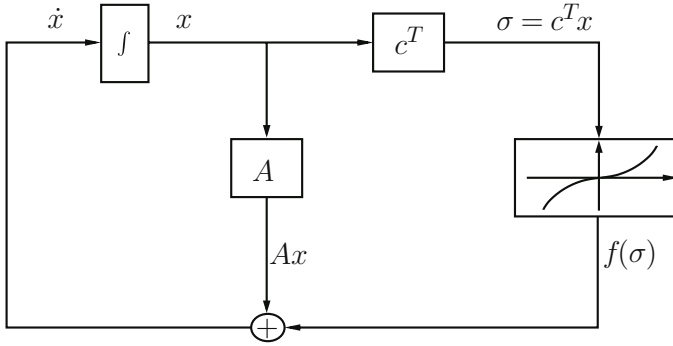 ẋ
∫
x
c^T
σ = c^T x
A
Ax
f(σ)
+